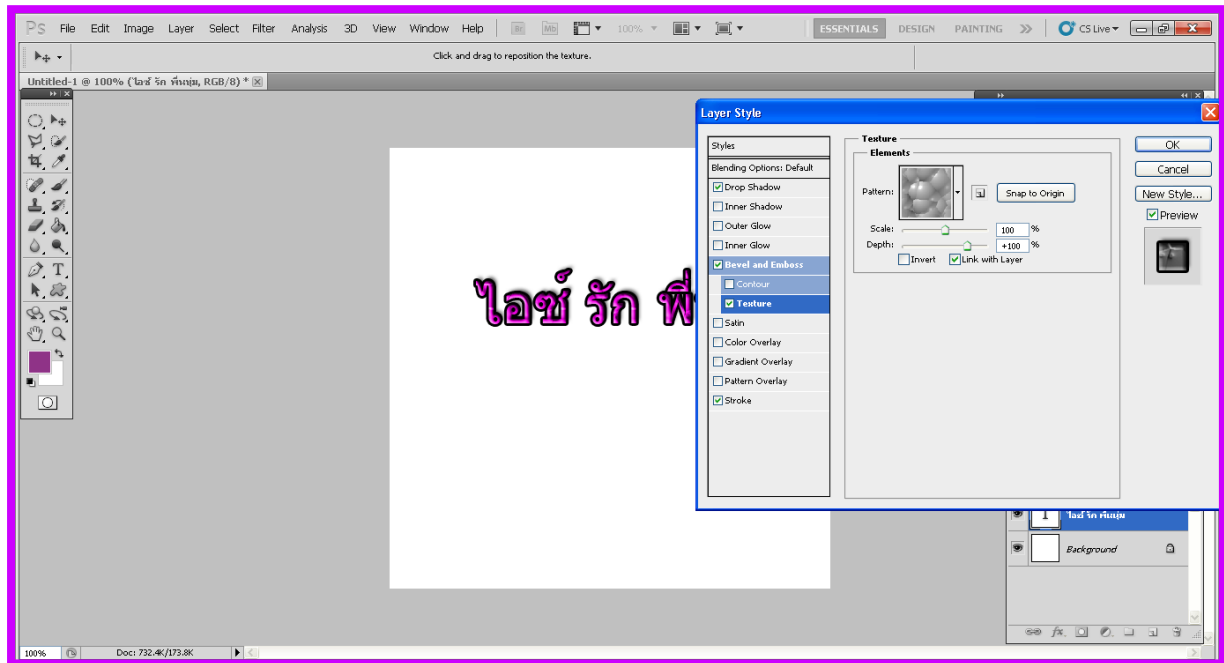 PS File Edit Image Layer Select Filter Analysis 3D View Window Help Br Mb 100% ESSENTIALS DESIGN PAINTING CS Live
Click and drag to reposition the texture.
Untitled-1 @ 100% (ไอซ์ รัก พี่หนุ่ม, RGB/8) *
Layer Style
Styles
Blending Options: Default
Drop Shadow
Inner Shadow
Outer Glow
Inner Glow
Bevel and Emboss
Contour
Texture
Satin
Color Overlay
Gradient Overlay
Pattern Overlay
Stroke
Texture
Elements
Pattern: Snap to Origin
Scale: 100 %
Depth: +100 %
Invert Link with Layer
OK
Cancel
New Style...
Preview
ไอซ์ รัก พี่
T ไอซ์ รัก พี่หนุ่ม
Background
fx
100% Doc: 732.4K/173.8K